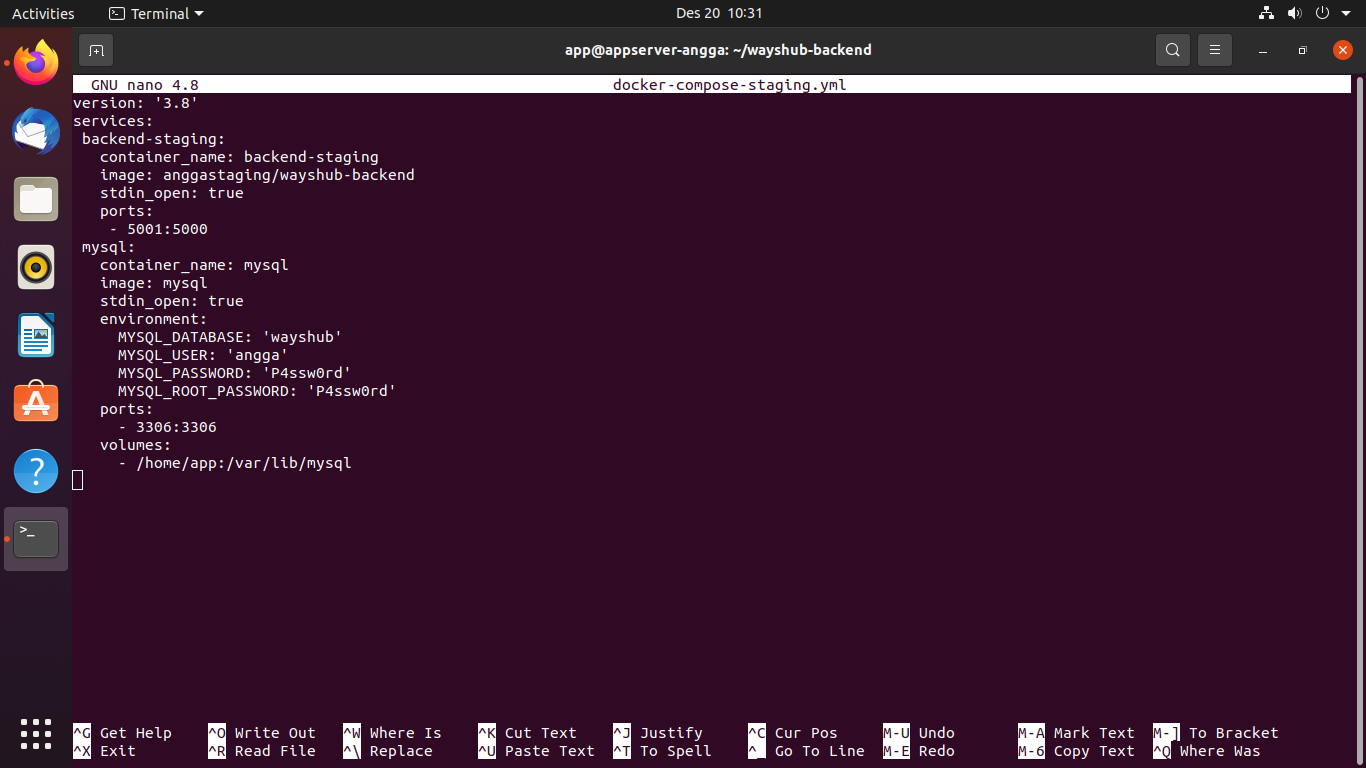 Activities Terminal Des 20 10:31
app@appserver-angga: ~/wayshub-backend
GNU nano 4.8 docker-compose-staging.yml
version: '3.8'
services:
 backend-staging:
   container_name: backend-staging
   image: anggastaging/wayshub-backend
   stdin_open: true
   ports:
    - 5001:5000
 mysql:
   container_name: mysql
   image: mysql
   stdin_open: true
   environment:
     MYSQL_DATABASE: 'wayshub'
     MYSQL_USER: 'angga'
     MYSQL_PASSWORD: 'P4ssw0rd'
     MYSQL_ROOT_PASSWORD: 'P4ssw0rd'
   ports:
     - 3306:3306
   volumes:
     - /home/app:/var/lib/mysql
^G Get Help ^O Write Out ^W Where Is ^K Cut Text ^J Justify ^C Cur Pos M-U Undo M-A Mark Text M-] To Bracket
^X Exit ^R Read File ^\ Replace ^U Paste Text ^T To Spell ^_ Go To Line M-E Redo M-6 Copy Text ^Q Where Was